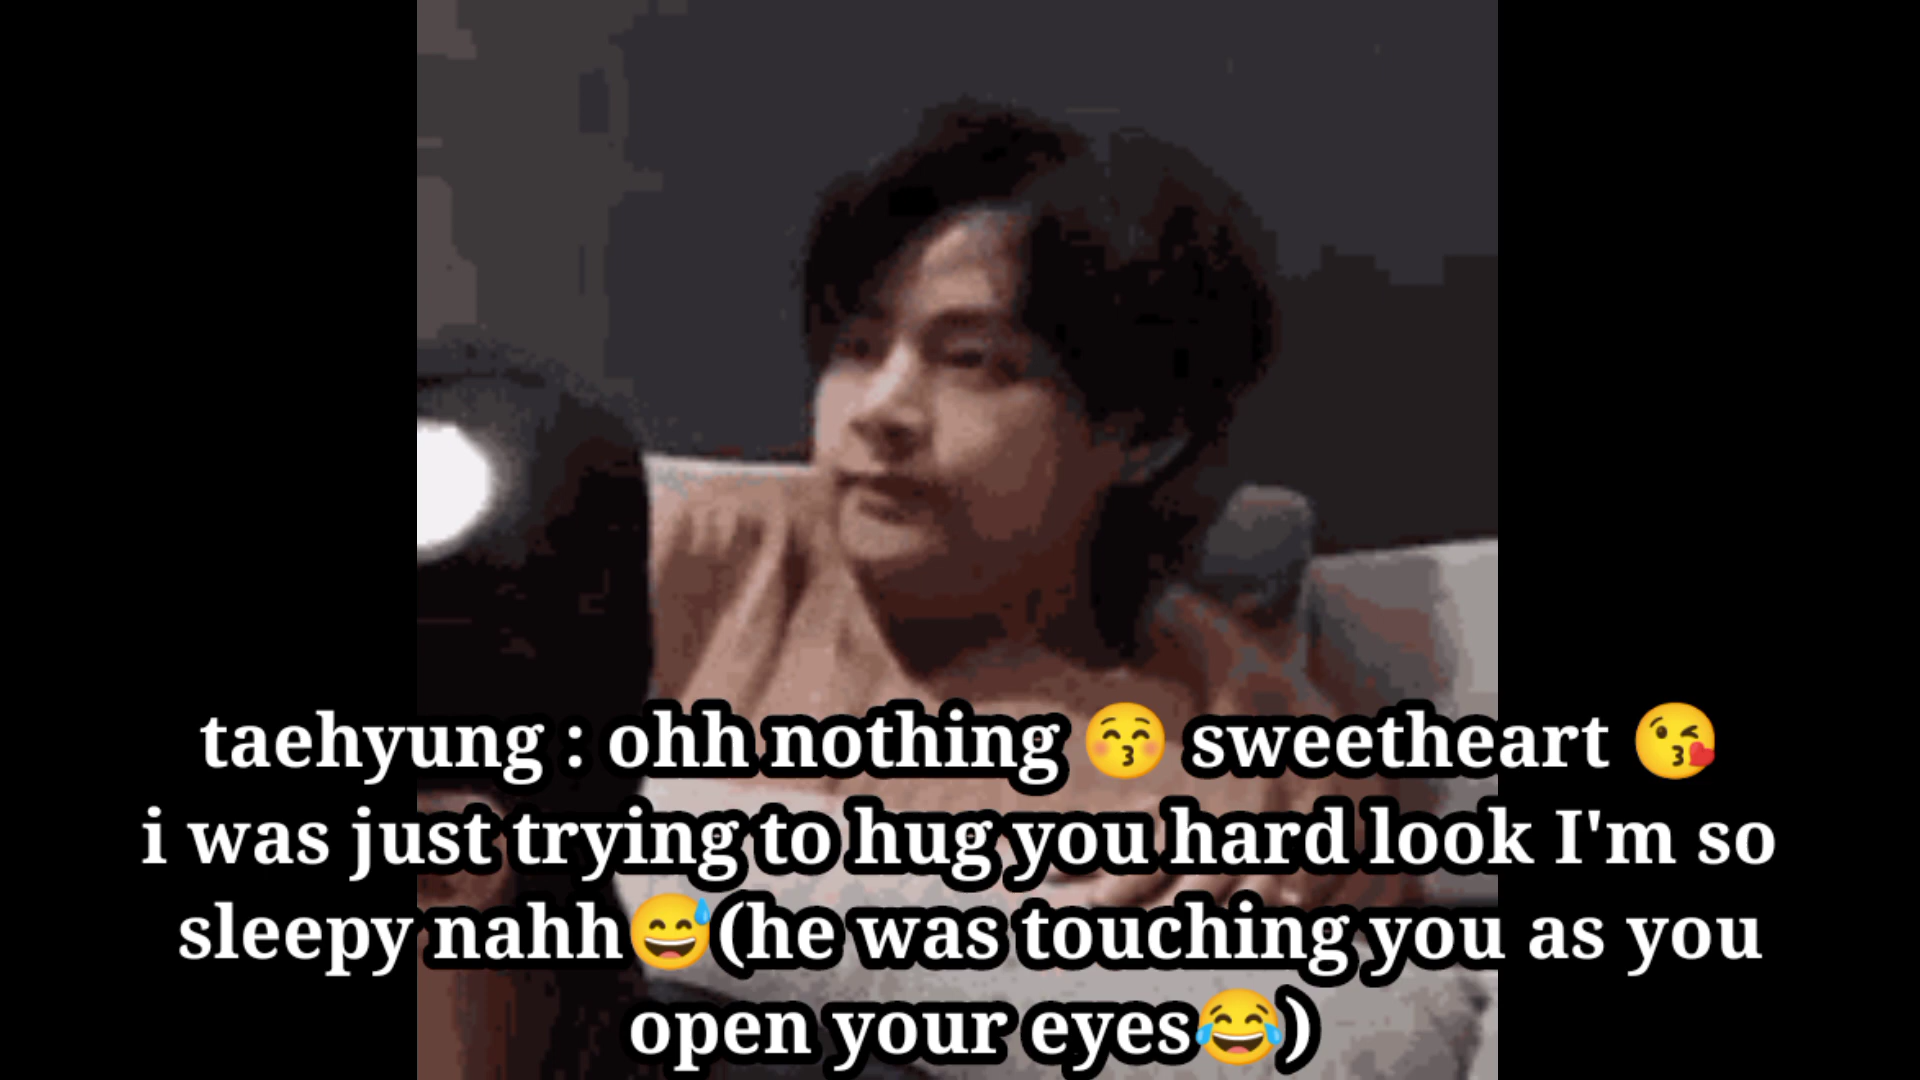 taehyung : ohh nothing 😚 sweetheart 😘
i was just trying to hug you hard look I'm so
sleepy nahh😅(he was touching you as you
open your eyes😂)